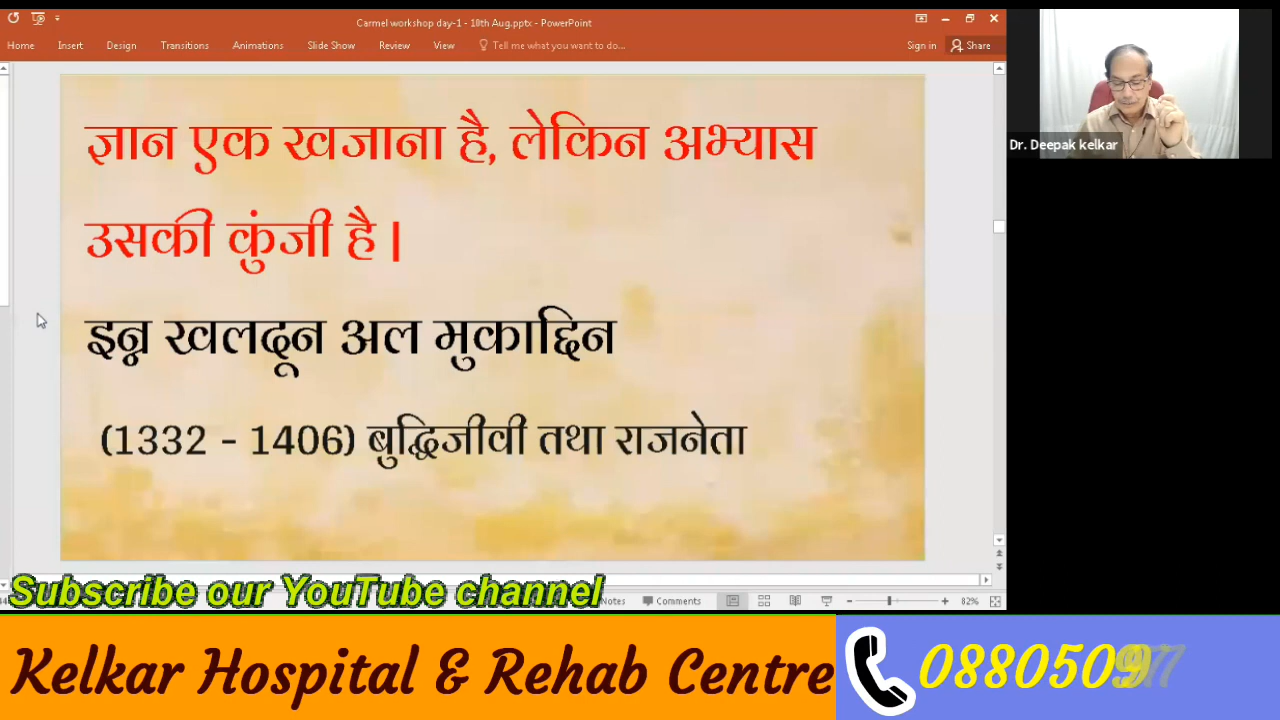 Carmel workshop day-1 - 10th Aug.pptx - PowerPoint
Home Insert Design Transitions Animations Slide Show Review View Tell me what you want to do... Sign in Share
ज्ञान एक खजाना है, लेकिन अभ्यास
उसकी कुंजी है |
इब्न खलदून अल मुकाद्दिन
(1332 - 1406) बुद्धिजीवी तथा राजनेता
Dr. Deepak kelkar
Subscribe our YouTube channel
Notes Comments 82%
Kelkar Hospital & Rehab Centre
0880509